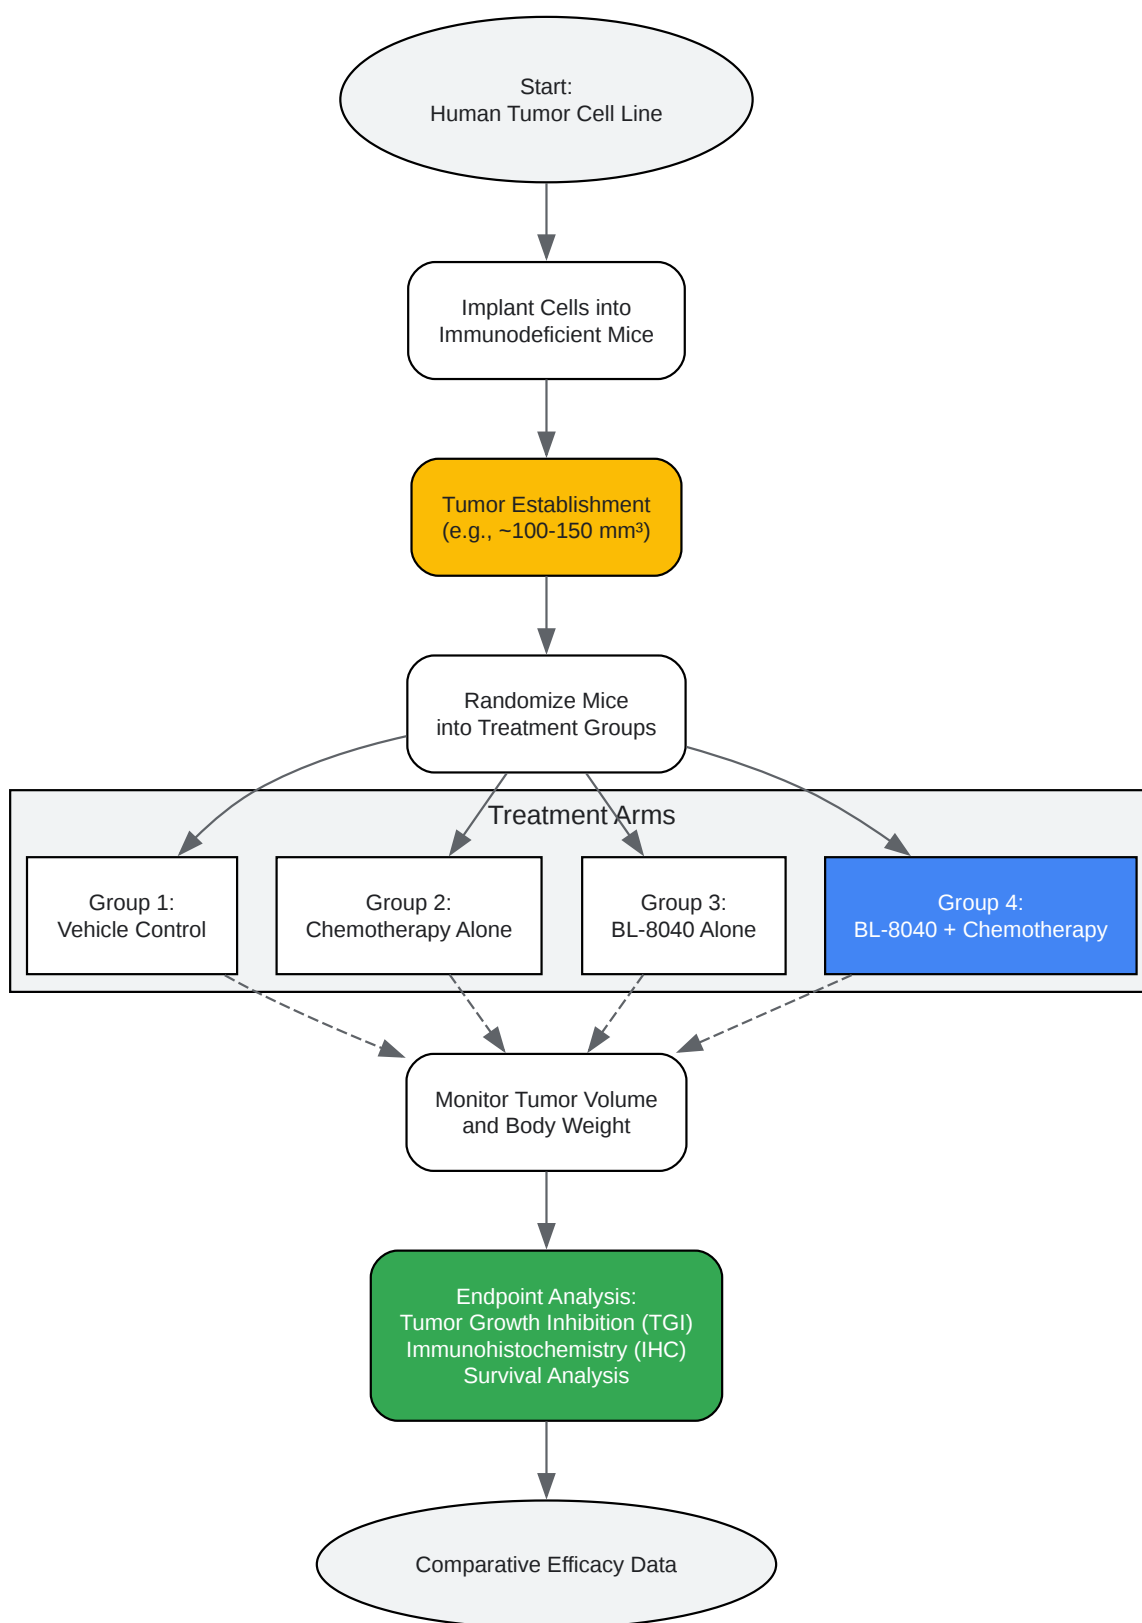 Start:
Human Tumor Cell Line
Implant Cells into
Immunodeficient Mice
Tumor Establishment
(e.g., ~100-150 mm³)
Randomize Mice
into Treatment Groups
Treatment Arms
Group 1:
Vehicle Control
Group 2:
Chemotherapy Alone
Group 3:
BL-8040 Alone
Group 4:
BL-8040 + Chemotherapy
Monitor Tumor Volume
and Body Weight
Endpoint Analysis:
Tumor Growth Inhibition (TGI)
Immunohistochemistry (IHC)
Survival Analysis
Comparative Efficacy Data